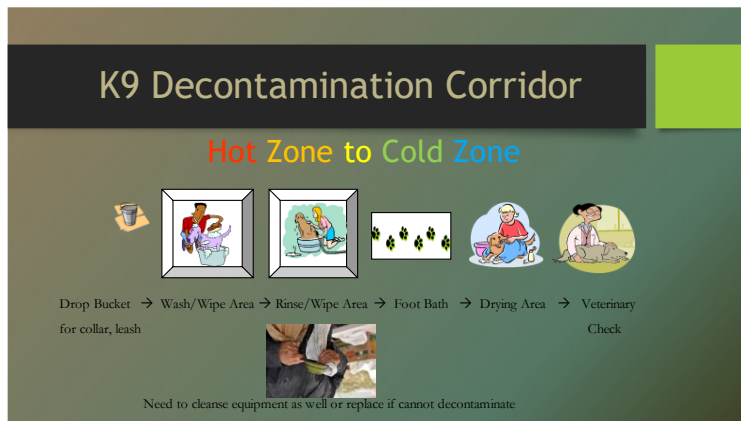 K9 Decontamination Corridor
Hot Zone to Cold Zone
Drop Bucket → Wash/Wipe Area → Rinse/Wipe Area → Foot Bath → Drying Area → Veterinary
for collar, leash Check
Need to cleanse equipment as well or replace if cannot decontaminate